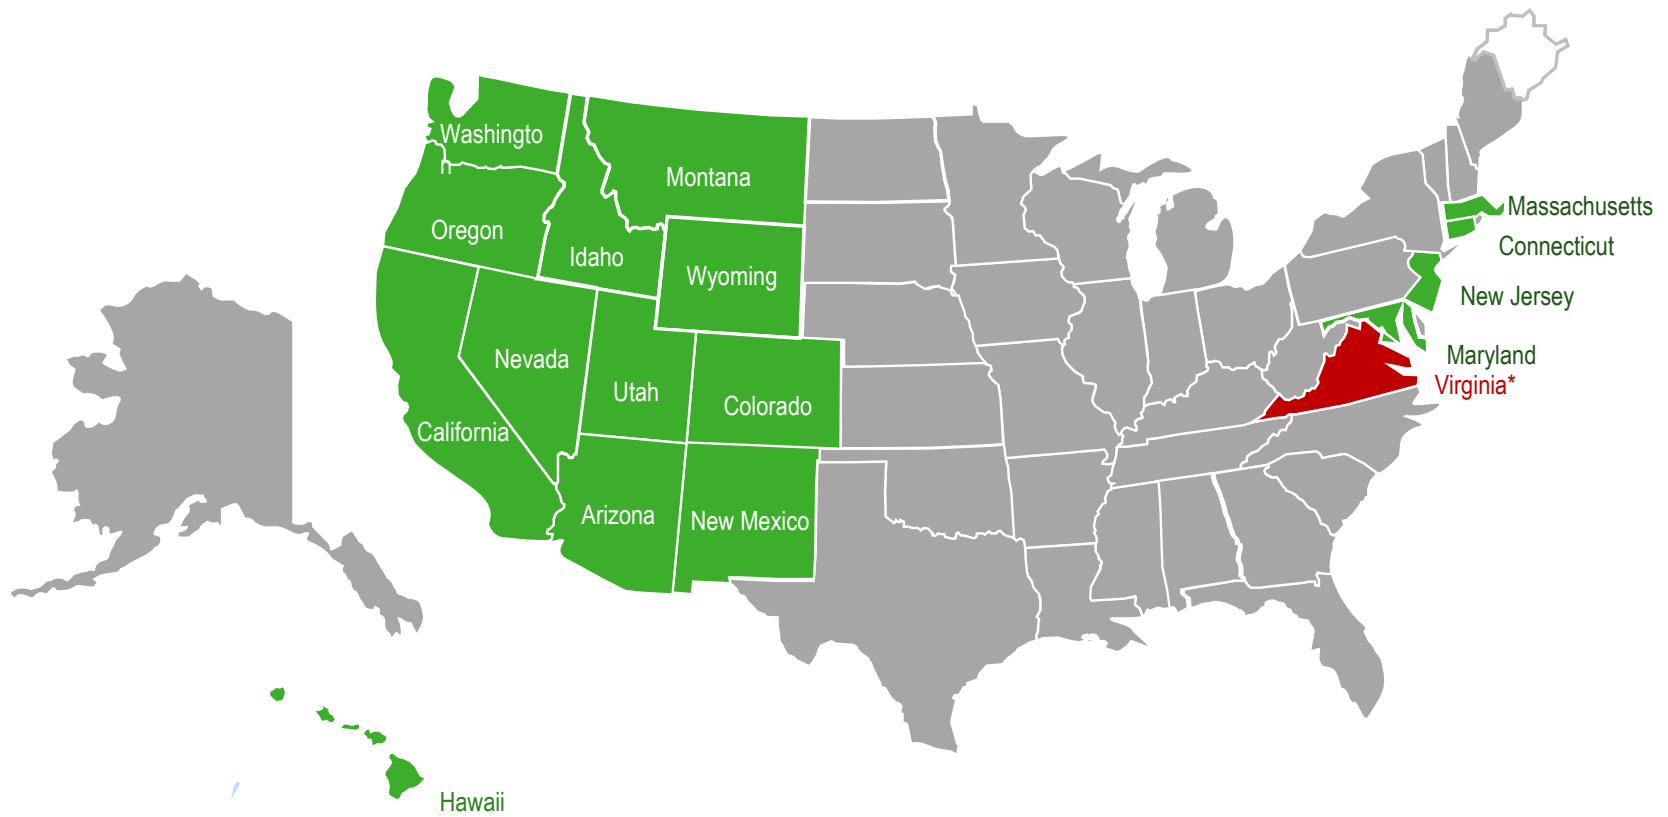 Washingto
n
Montana
Oregon
Idaho
Wyoming
Massachusetts
Connecticut
New Jersey
Nevada
Utah
Colorado
Maryland
Virginia*
California
Arizona
New Mexico
Hawaii